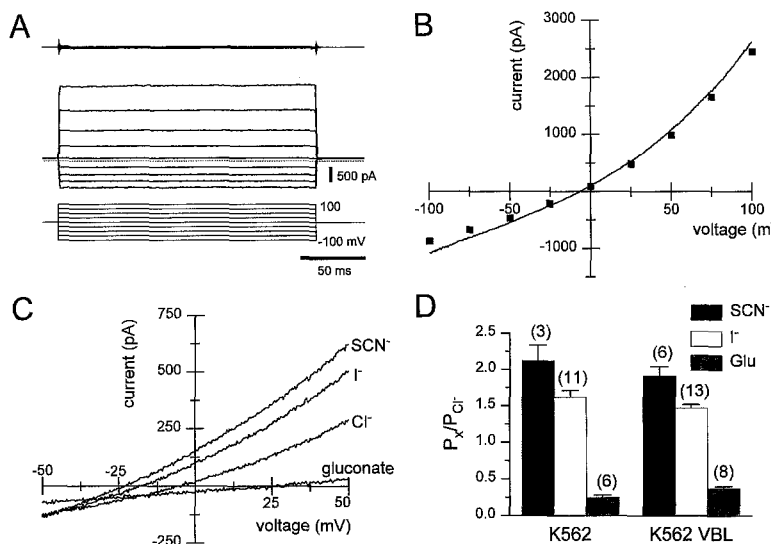 A
500 pA
100
-100 mV
50 ms
B
current (pA)
3000
2000
1000
-1000
-100
-50
50
100
voltage (m
C
current (pA)
750
500
250
-250
-50
-25
25
50
voltage (mV)
SCN⁻
I⁻
Cl⁻
gluconate
D
SCN⁻
I⁻
Glu
Pₓ/P_Cl⁻
2.5
2.0
1.5
1.0
0.5
0.0
(3)
(11)
(6)
(6)
(13)
(8)
K562
K562 VBL